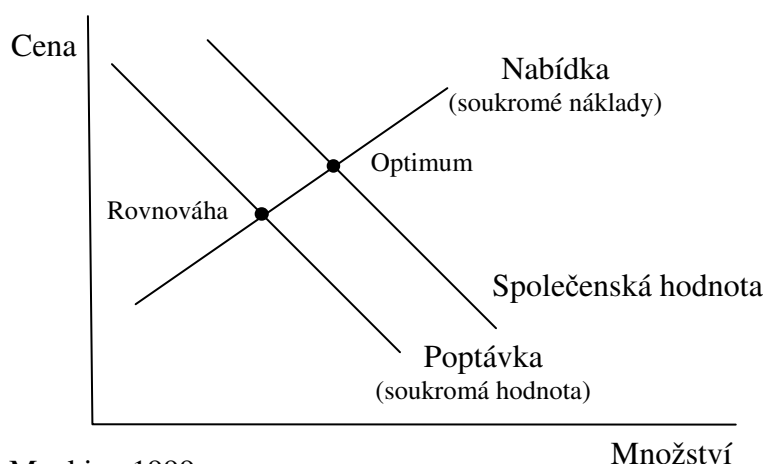 Cena
Nabídka
(soukromé náklady)
Optimum
Rovnováha
Společenská hodnota
Poptávka
(soukromá hodnota)
Množství